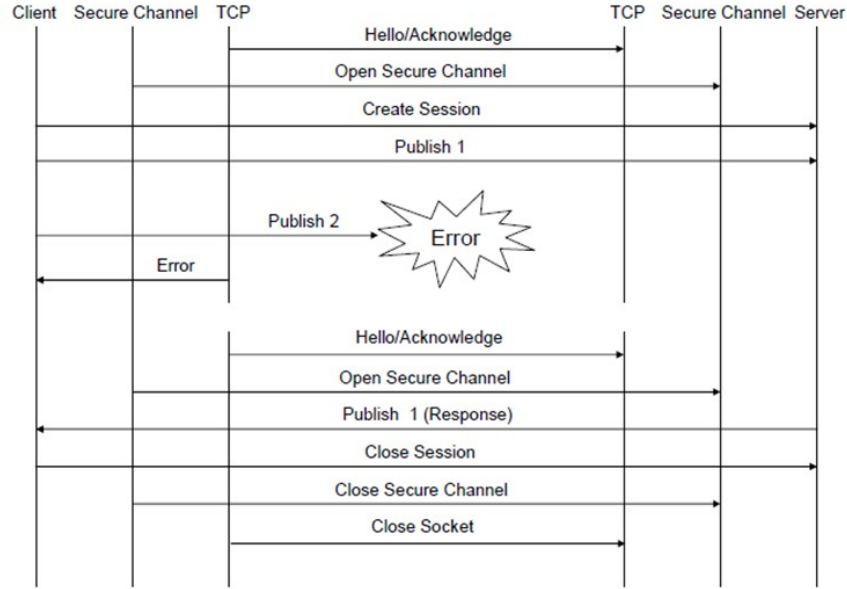 Client Secure Channel TCP TCP Secure Channel Server
Hello/Acknowledge
Open Secure Channel
Create Session
Publish 1
Publish 2
Error
Error
Hello/Acknowledge
Open Secure Channel
Publish 1 (Response)
Close Session
Close Secure Channel
Close Socket